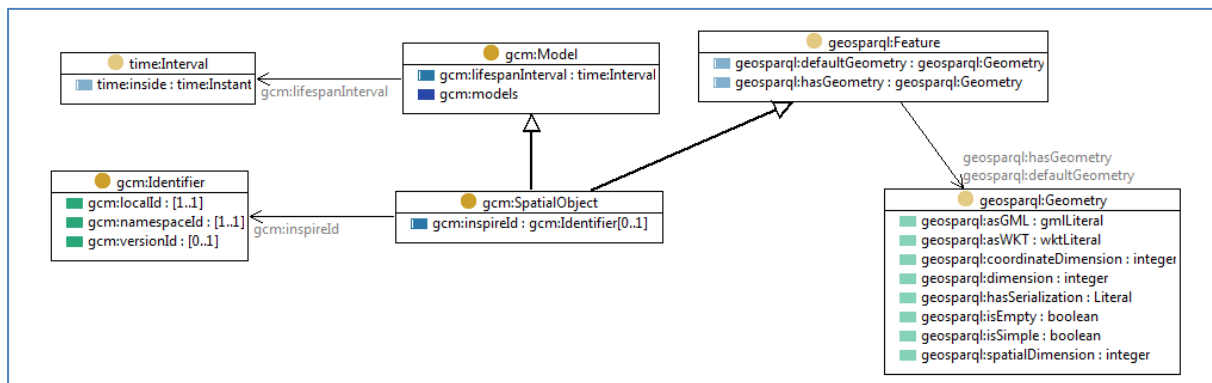 time:Interval
time:inside : time:Instant
gcm:lifespanInterval
gcm:Model
gcm:lifespanInterval : time:Interval
gcm:models
geosparql:Feature
geosparql:defaultGeometry : geosparql:Geometry
geosparql:hasGeometry : geosparql:Geometry
geosparql:hasGeometry
geosparql:defaultGeometry
gcm:Identifier
gcm:localId : [1..1]
gcm:namespaceId : [1..1]
gcm:versionId : [0..1]
gcm:inspireId
gcm:SpatialObject
gcm:inspireId : gcm:Identifier[0..1]
geosparql:Geometry
geosparql:asGML : gmlLiteral
geosparql:asWKT : wktLiteral
geosparql:coordinateDimension : integer
geosparql:dimension : integer
geosparql:hasSerialization : Literal
geosparql:isEmpty : boolean
geosparql:isSimple : boolean
geosparql:spatialDimension : integer